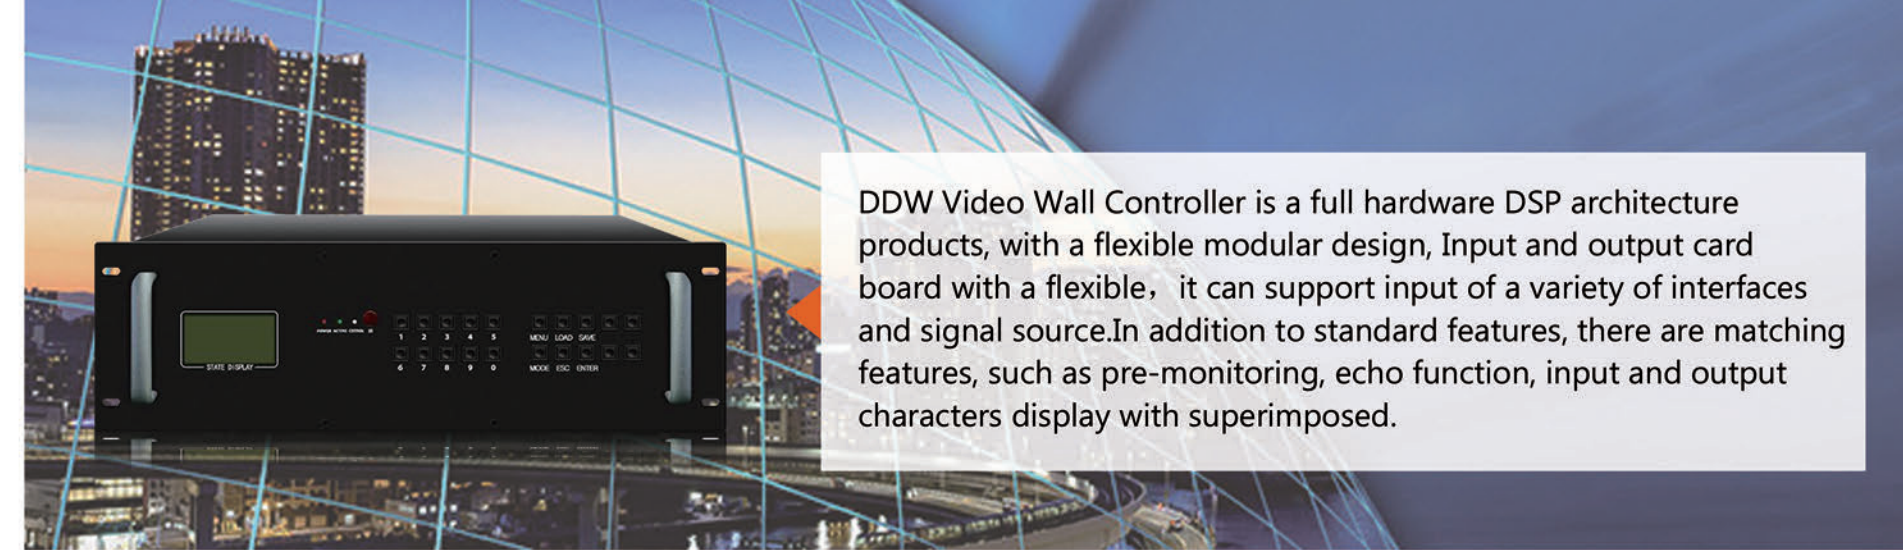 DDW Video Wall Controller is a full hardware DSP architecture
products, with a flexible modular design, Input and output card
board with a flexible， it can support input of a variety of interfaces
and signal source.In addition to standard features, there are matching
features, such as pre-monitoring, echo function, input and output
characters display with superimposed.
STATE DISPLAY
1 2 3 4 5
6 7 8 9 0
MENU LOAD SAVE
MODE ESC ENTER